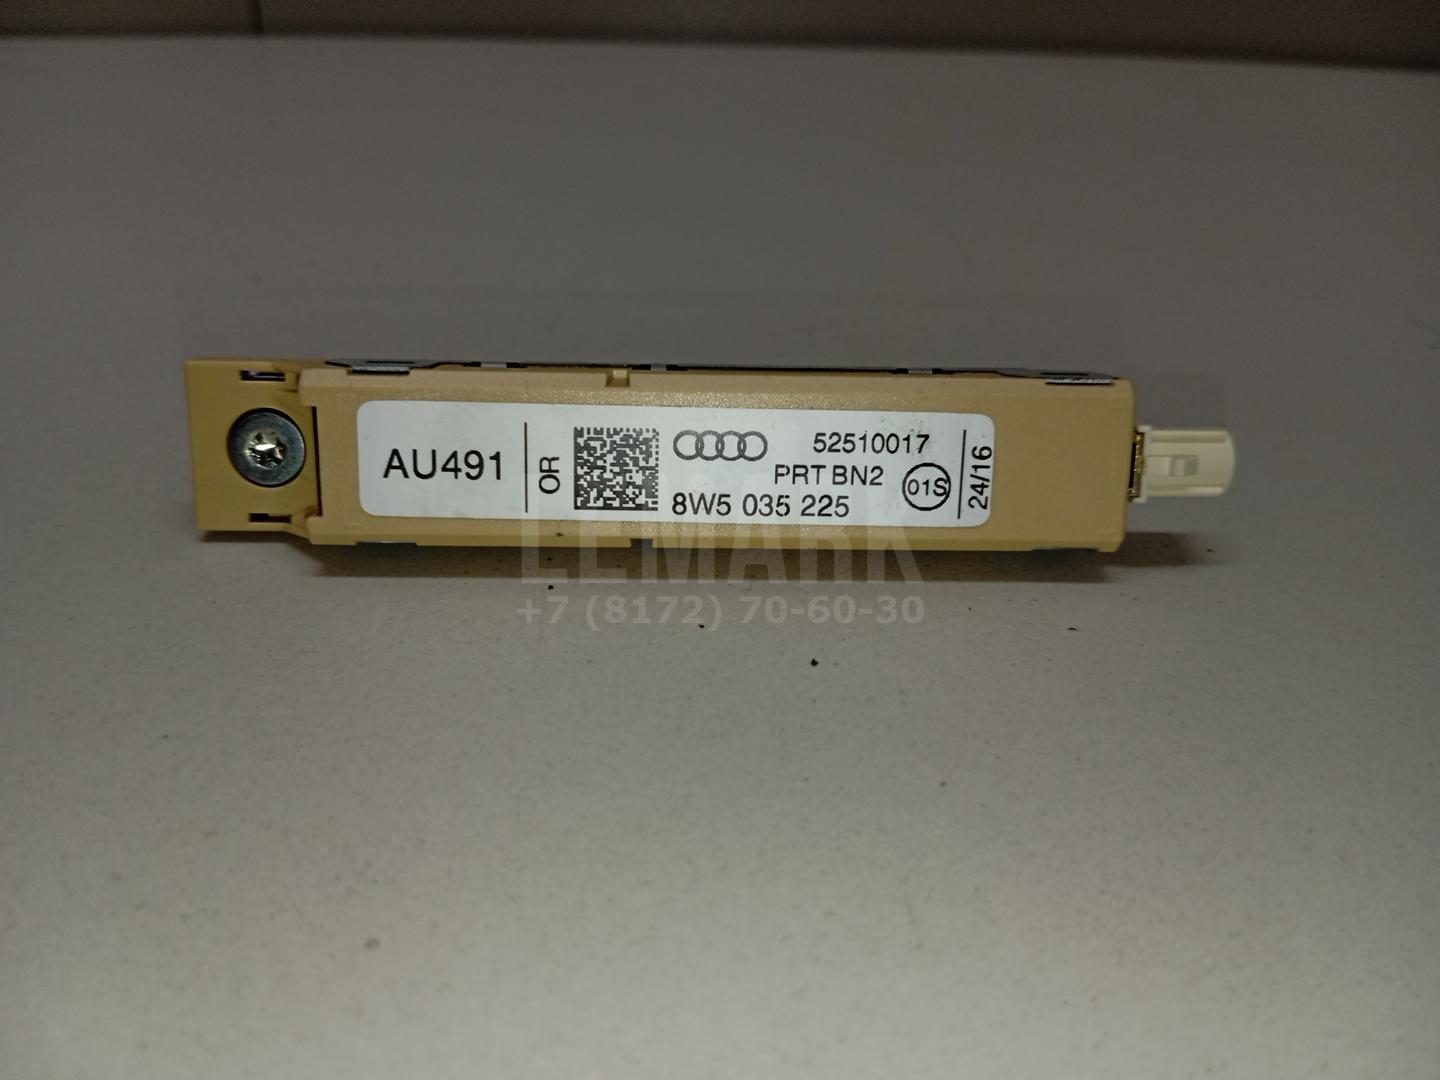 AU491
OR
52510017
PRT BN2
01S
8W5 035 225
24/16
LEMARK
+7 (8172) 70-60-30